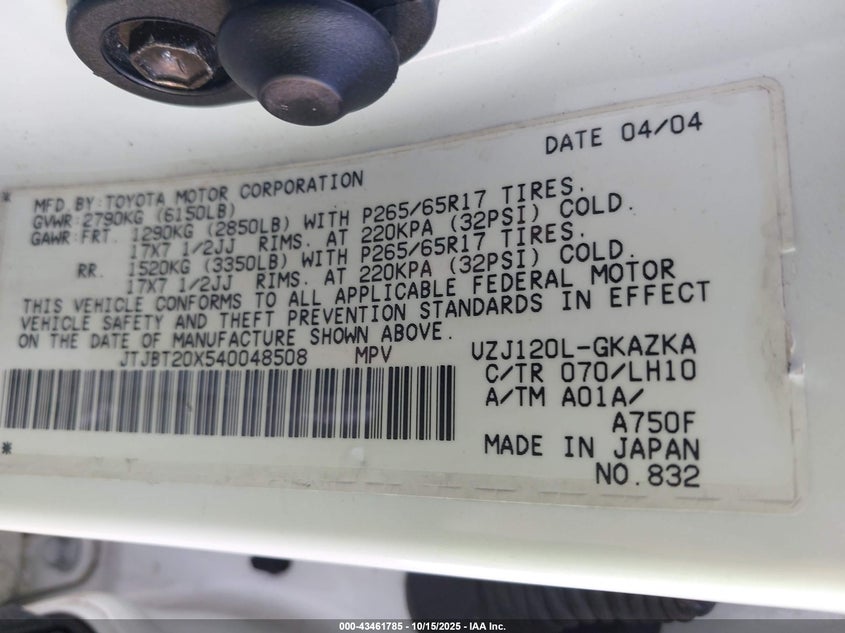 DATE 04/04
* MFD. BY: TOYOTA MOTOR CORPORATION
GVWR: 2790KG (6150LB)
GAWR: FRT. 1290KG (2850LB) WITH P265/65R17 TIRES.
17X7 1/2JJ RIMS. AT 220KPA (32PSI) COLD.
RR. 1520KG (3350LB) WITH P265/65R17 TIRES.
17X7 1/2JJ RIMS. AT 220KPA (32PSI) COLD.
THIS VEHICLE CONFORMS TO ALL APPLICABLE FEDERAL MOTOR
VEHICLE SAFETY AND THEFT PREVENTION STANDARDS IN EFFECT
ON THE DATE OF MANUFACTURE SHOWN ABOVE.
JTJBT20X540048508 MPV VZJ120L-GKAZKA
C/TR 070/LH10
A/TM A01A/
A750F
* MADE IN JAPAN
NO.832
000-43461785 - 10/15/2025 - IAA Inc.